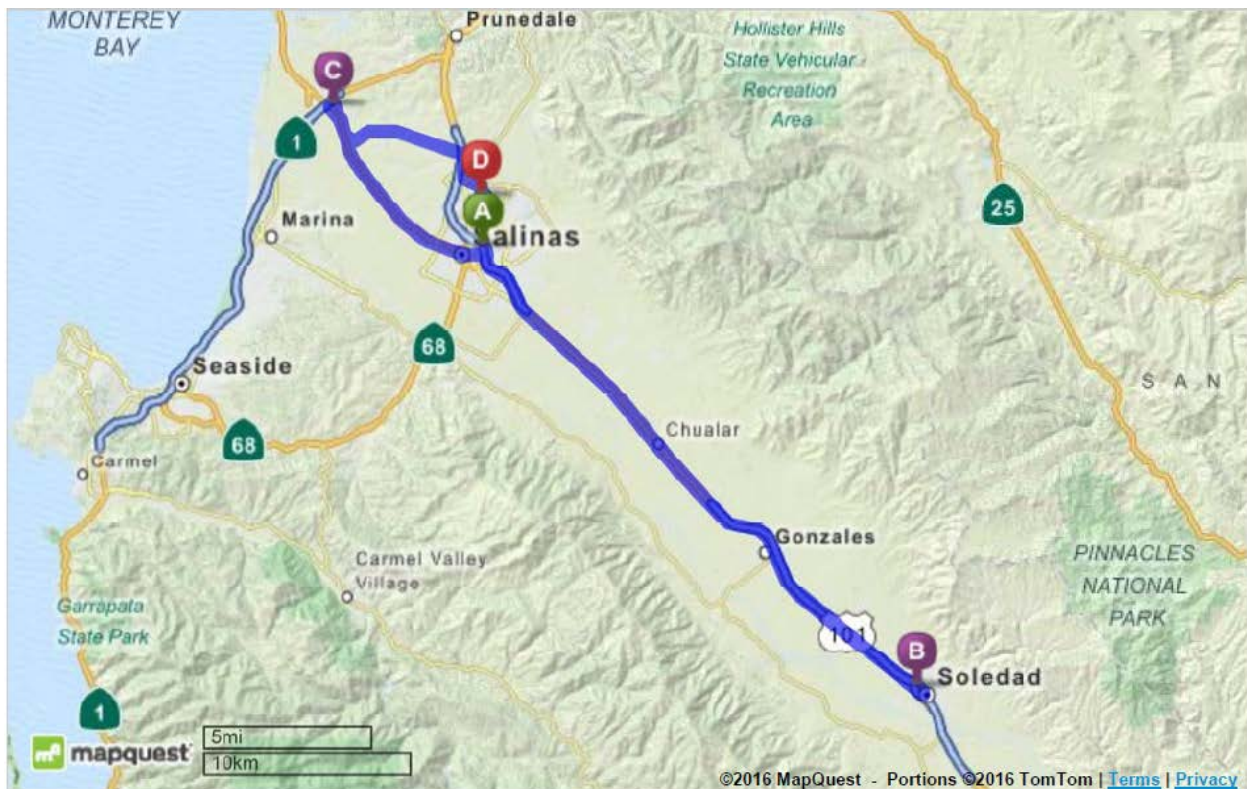 MONTEREY
BAY
Prunedale
Hollister Hills
State Vehicular
Recreation
Area
C
1
D
A
Salinas
Marina
25
68
Seaside
S A N
68
Chualar
Carmel
Gonzales
Carmel Valley
Village
PINNACLES
NATIONAL
PARK
Garrapata
State Park
101
B
Soledad
1
mapquest
5mi
10km
©2016 MapQuest - Portions ©2016 TomTom | Terms | Privacy